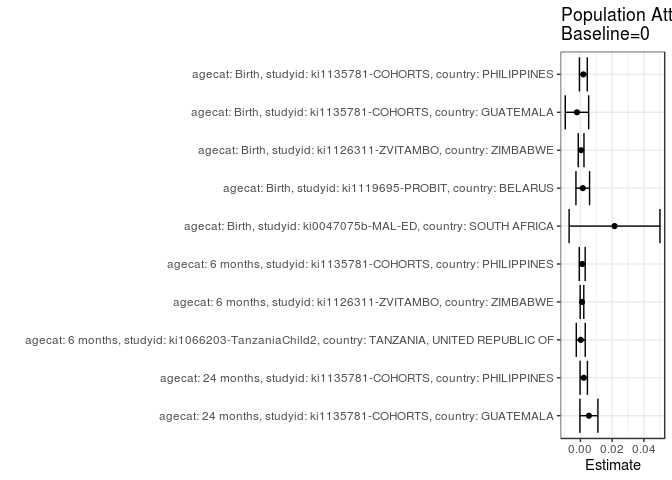 Population Att
Baseline=0
agecat: Birth, studyid: ki1135781-COHORTS, country: PHILIPPINES
agecat: Birth, studyid: ki1135781-COHORTS, country: GUATEMALA
agecat: Birth, studyid: ki1126311-ZVITAMBO, country: ZIMBABWE
agecat: Birth, studyid: ki1119695-PROBIT, country: BELARUS
agecat: Birth, studyid: ki0047075b-MAL-ED, country: SOUTH AFRICA
agecat: 6 months, studyid: ki1135781-COHORTS, country: PHILIPPINES
agecat: 6 months, studyid: ki1126311-ZVITAMBO, country: ZIMBABWE
agecat: 6 months, studyid: ki1066203-TanzaniaChild2, country: TANZANIA, UNITED REPUBLIC OF
agecat: 24 months, studyid: ki1135781-COHORTS, country: PHILIPPINES
agecat: 24 months, studyid: ki1135781-COHORTS, country: GUATEMALA
0.00 0.02 0.04
Estimate